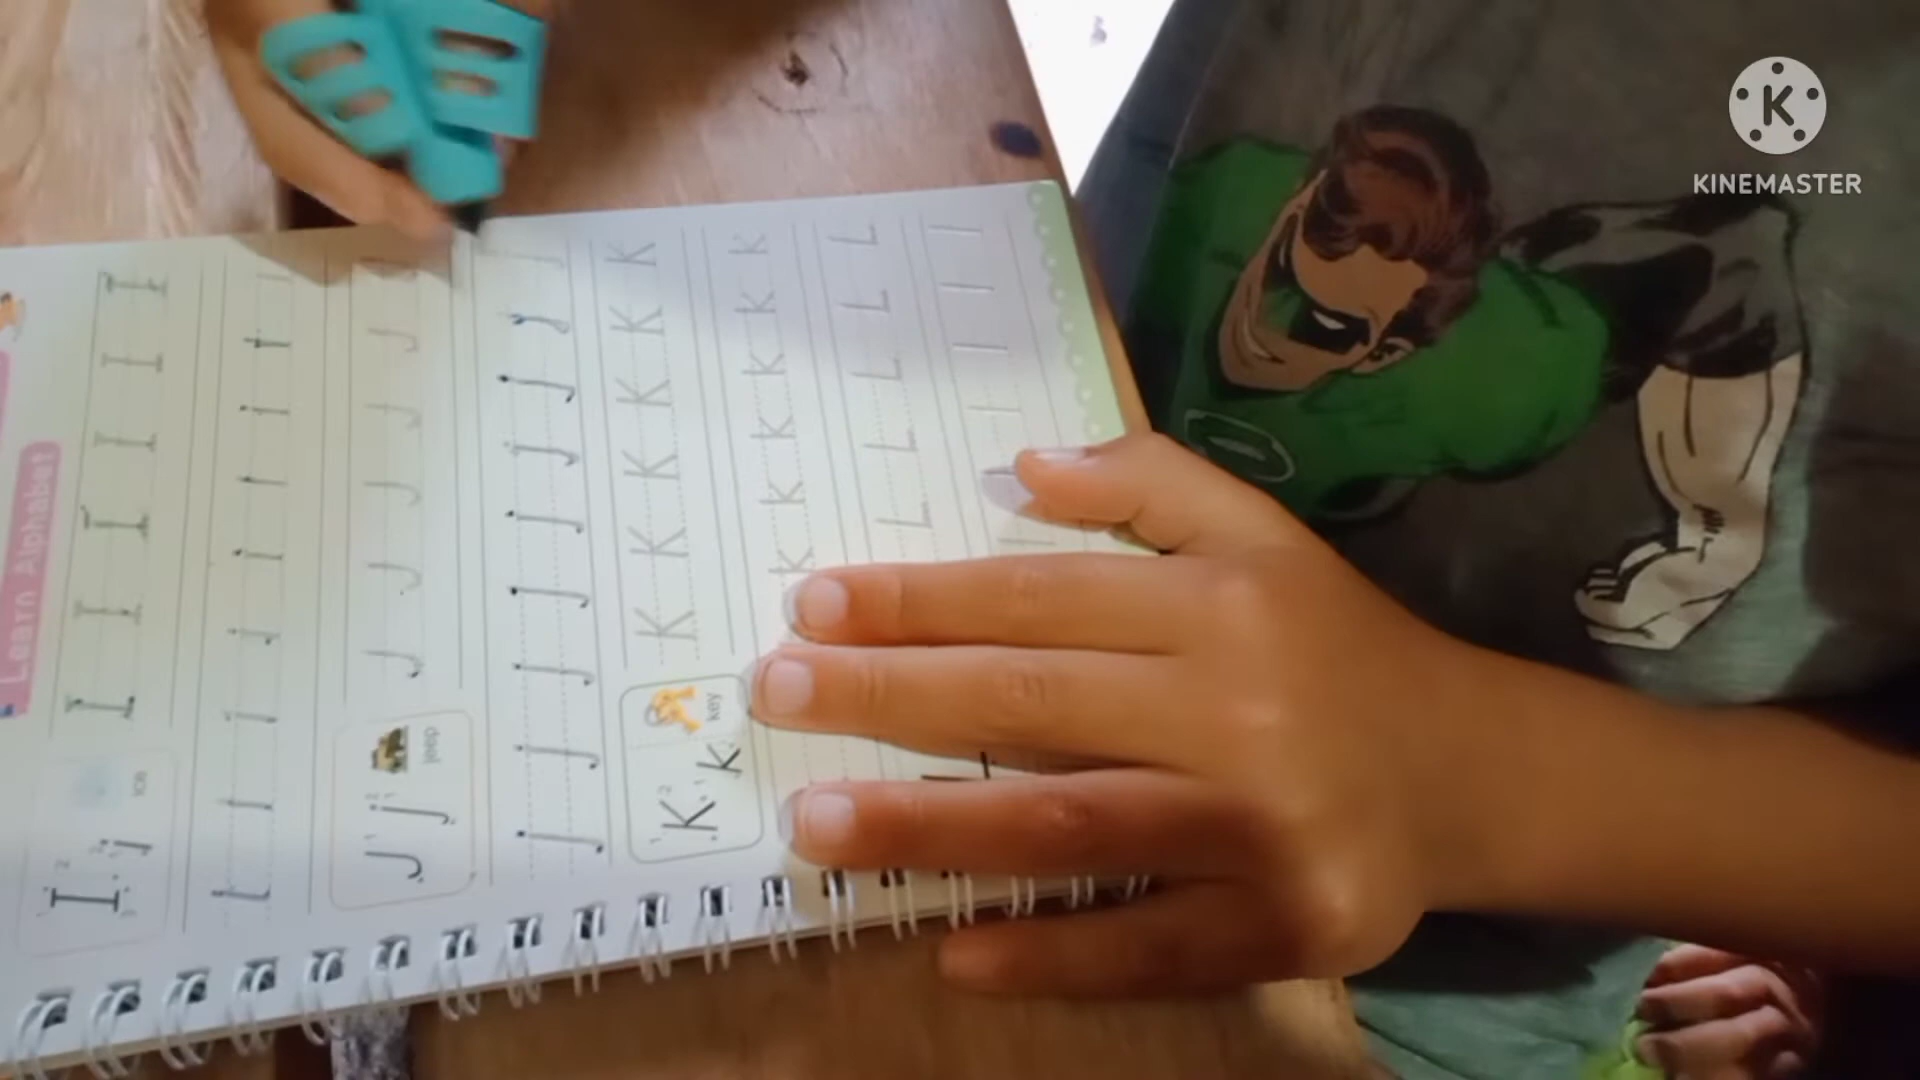 K
KINEMASTER
Learn Alphabet
I i
ice
I I I I I I I
i i i i i i i i i
J j
jeep
J J J J J J
j j j j j j j j j
K k
key
K K K K K K
k k k k k k
L L L L L
l l l l l l